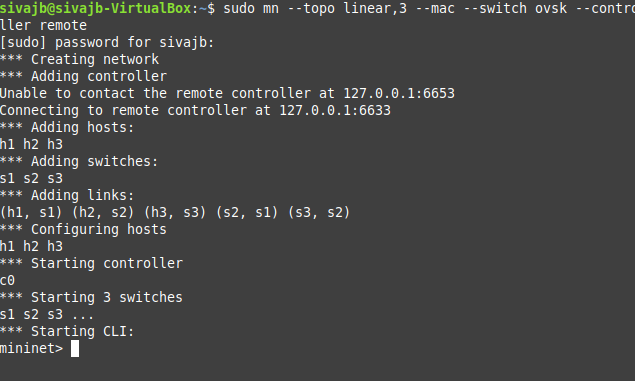 sivajb@sivajb-VirtualBox:~$ sudo mn --topo linear,3 --mac --switch ovsk --contro
ller remote
[sudo] password for sivajb:
*** Creating network
*** Adding controller
Unable to contact the remote controller at 127.0.0.1:6653
Connecting to remote controller at 127.0.0.1:6633
*** Adding hosts:
h1 h2 h3
*** Adding switches:
s1 s2 s3
*** Adding links:
(h1, s1) (h2, s2) (h3, s3) (s2, s1) (s3, s2)
*** Configuring hosts
h1 h2 h3
*** Starting controller
c0
*** Starting 3 switches
s1 s2 s3 ...
*** Starting CLI:
mininet>